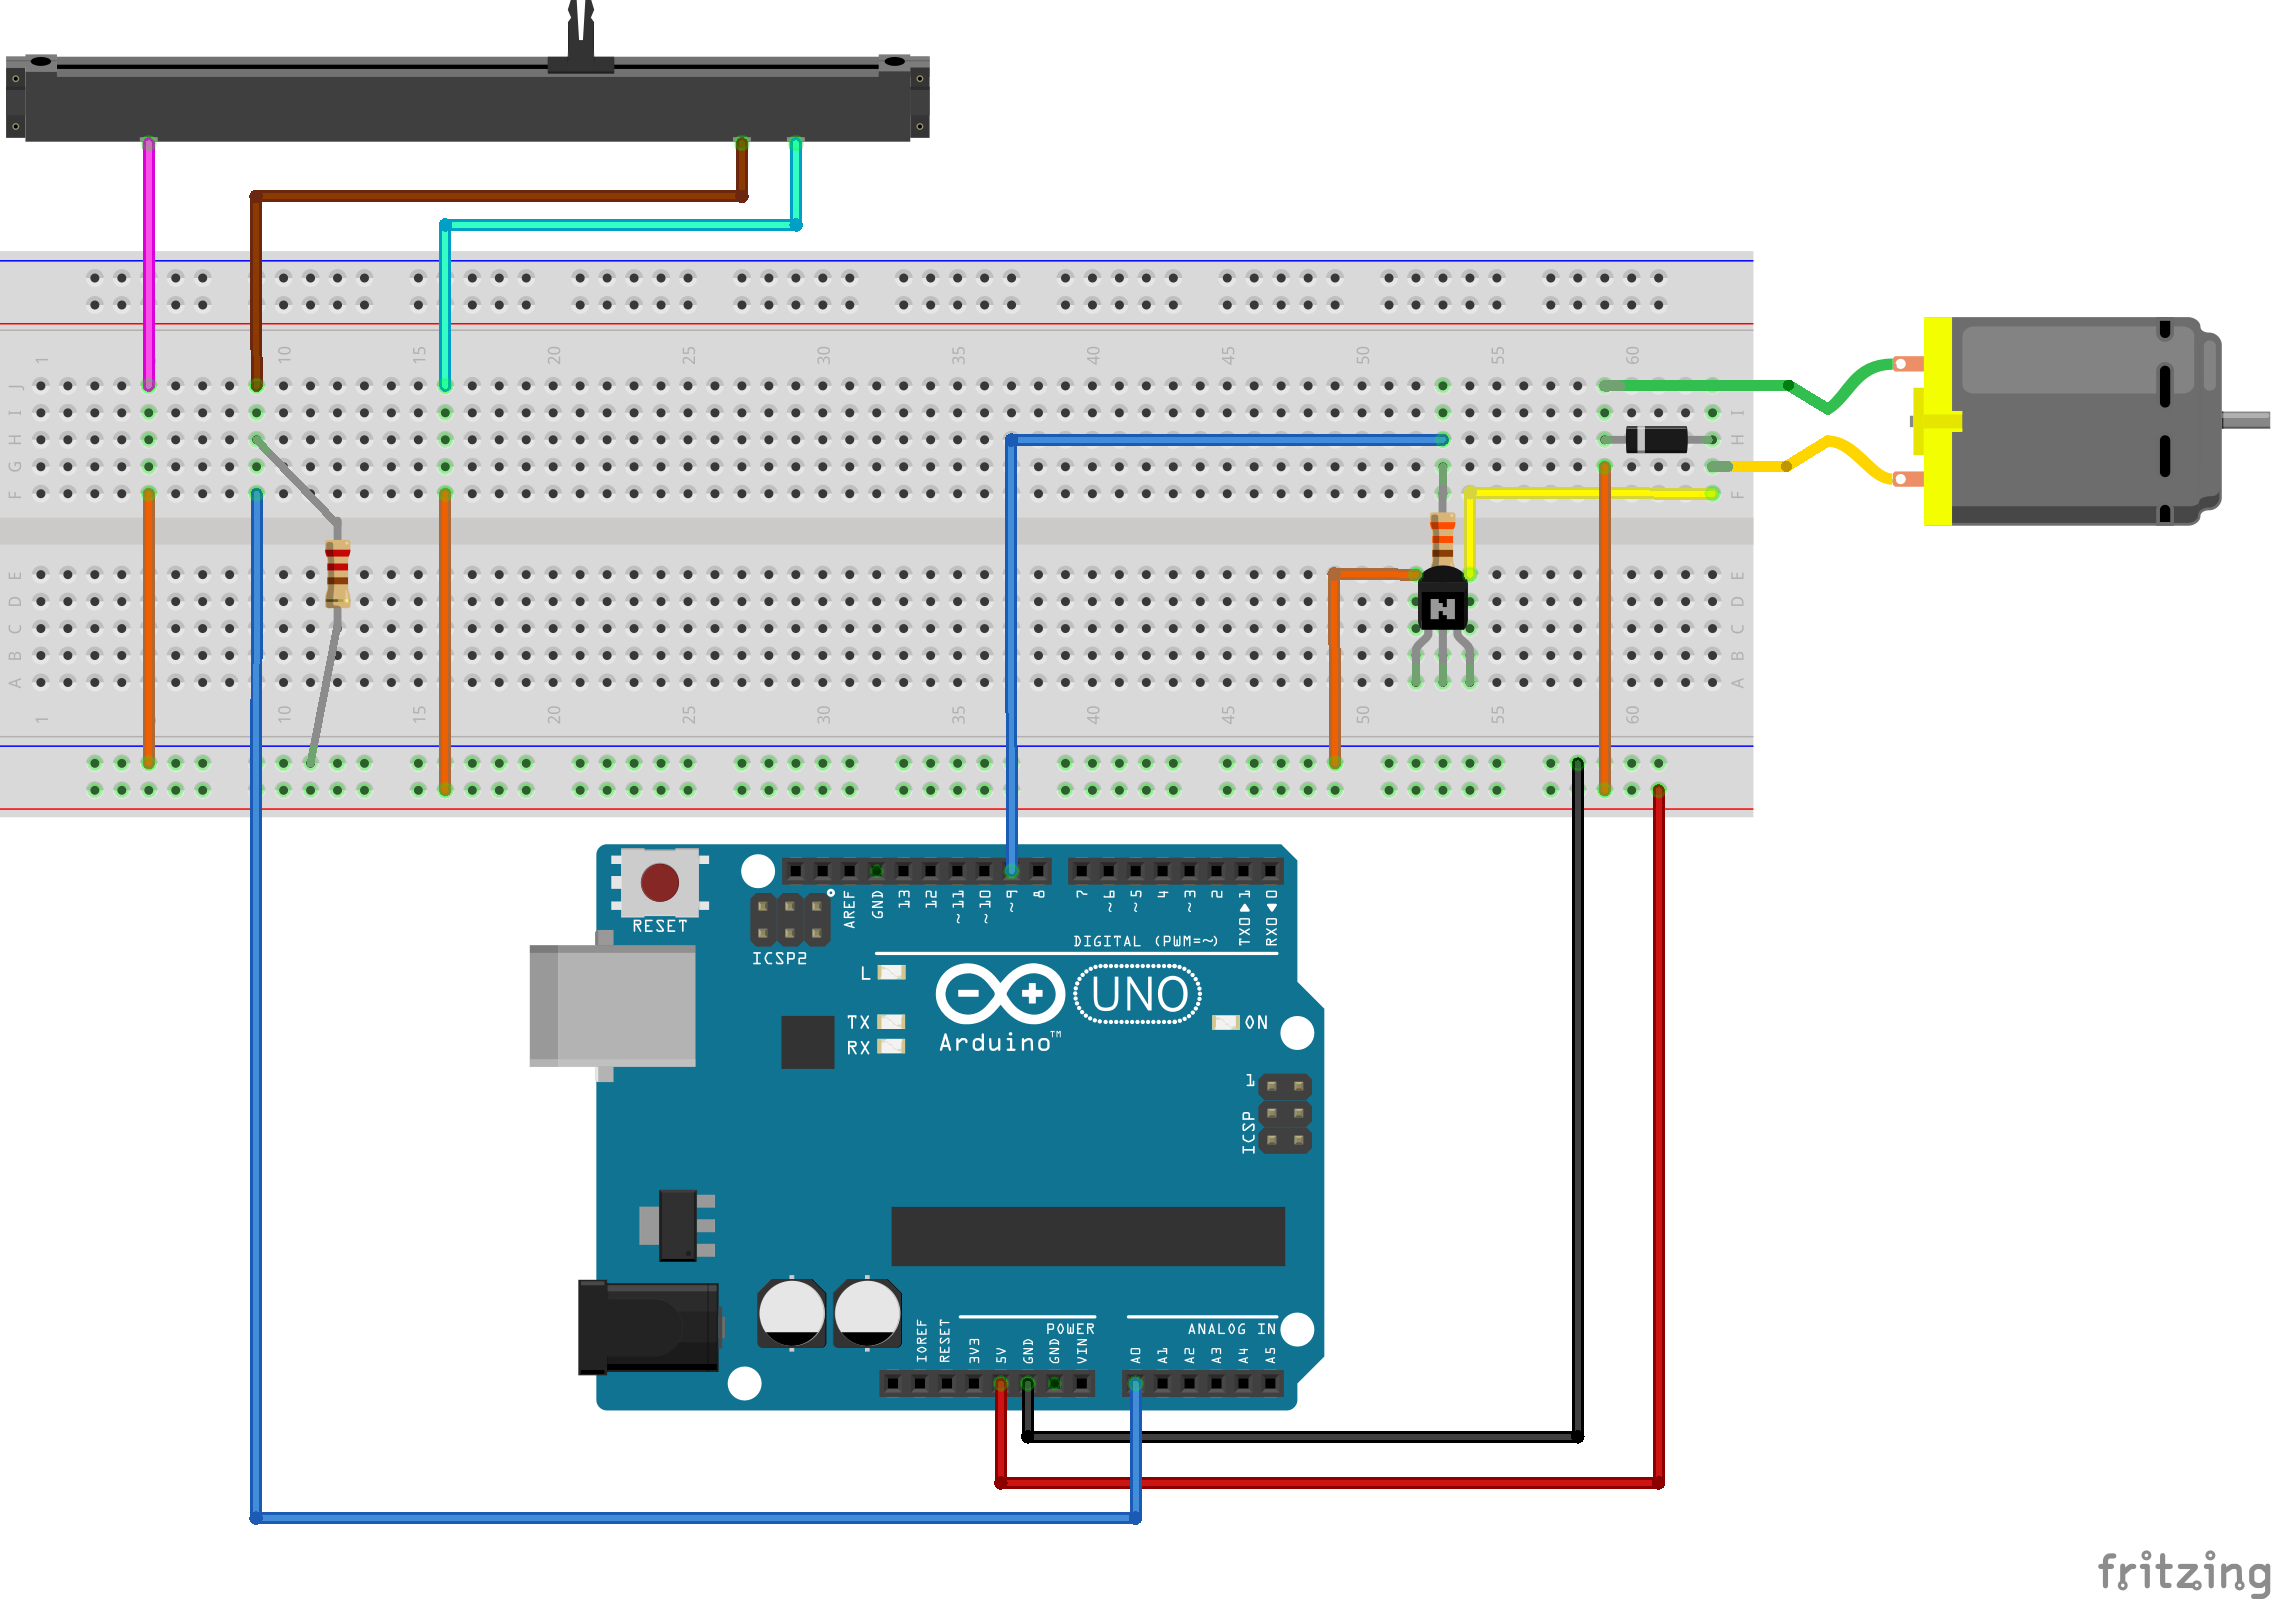 1 10 15 20 25 30 35 40 45 50 55 60
J
I I
H H
G G
F F
E E
D D
C C
B B
A A
1 10 15 20 25 30 35 40 45 50 55 60
N
RESET
ICSP2
AREF GND 13 12 ~11 ~10 ~9 8 7 ~6 ~5 4 ~3 2 TX0▶1 RX0◀0
DIGITAL (PWM=~)
L
TX
RX
UNO
ON
Arduino™
1
ICSP
POWER
ANALOG IN
IOREF RESET 3V3 5V GND GND VIN A0 A1 A2 A3 A4 A5
fritzing